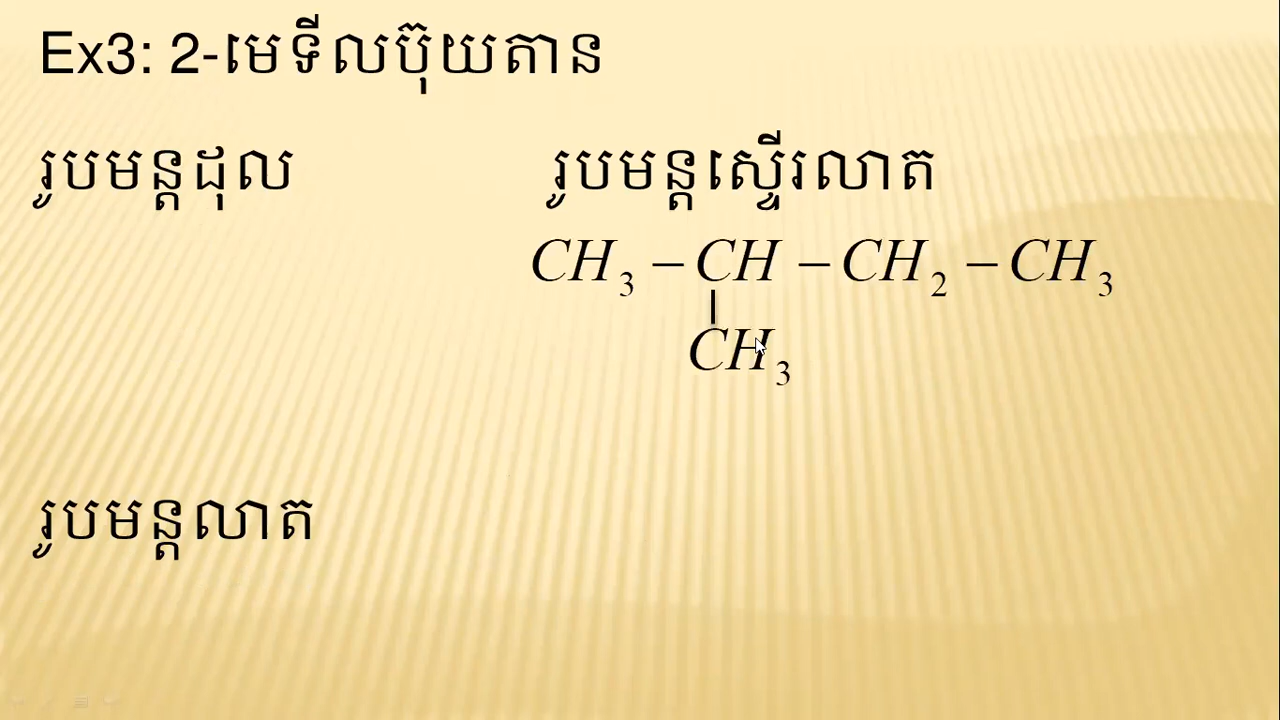 Ex3: 2-មេទីលប៊ុយតាន
រូបមន្តដុល
រូបមន្តស្ទើរលាត
CH₃ – CH – CH₂ – CH₃
|
CH₃
រូបមន្តលាត